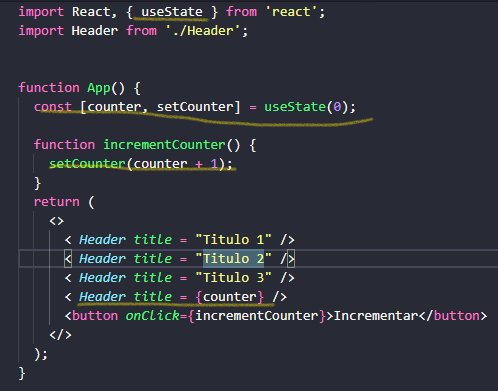 import React, { useState } from 'react';
import Header from './Header';
function App() {
const [counter, setCounter] = useState(0);
function incrementCounter() {
setCounter(counter + 1);
}
return (
<>
< Header title = "Titulo 1" />
< Header title = "Titulo 2" />
< Header title = "Titulo 3" />
< Header title = {counter} />
<button onClick={incrementCounter}>Incrementar</button>
</>
);
}